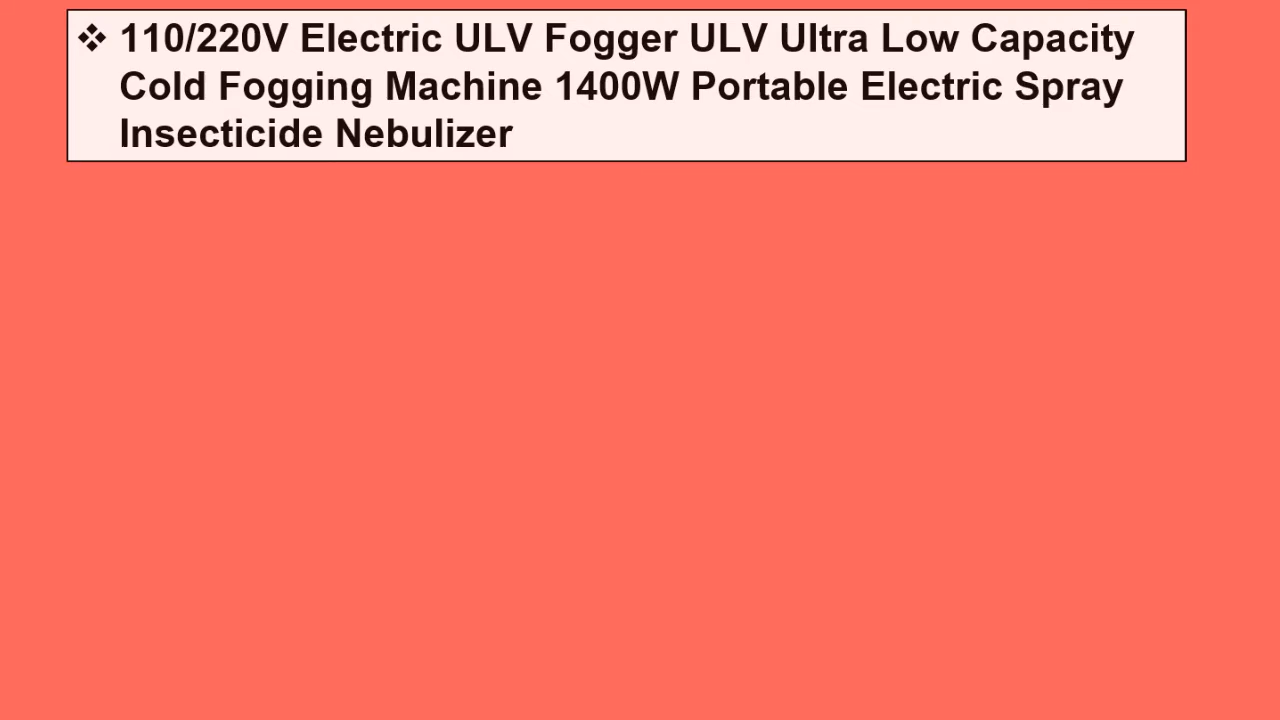 ❖ 110/220V Electric ULV Fogger ULV Ultra Low Capacity
Cold Fogging Machine 1400W Portable Electric Spray
Insecticide Nebulizer